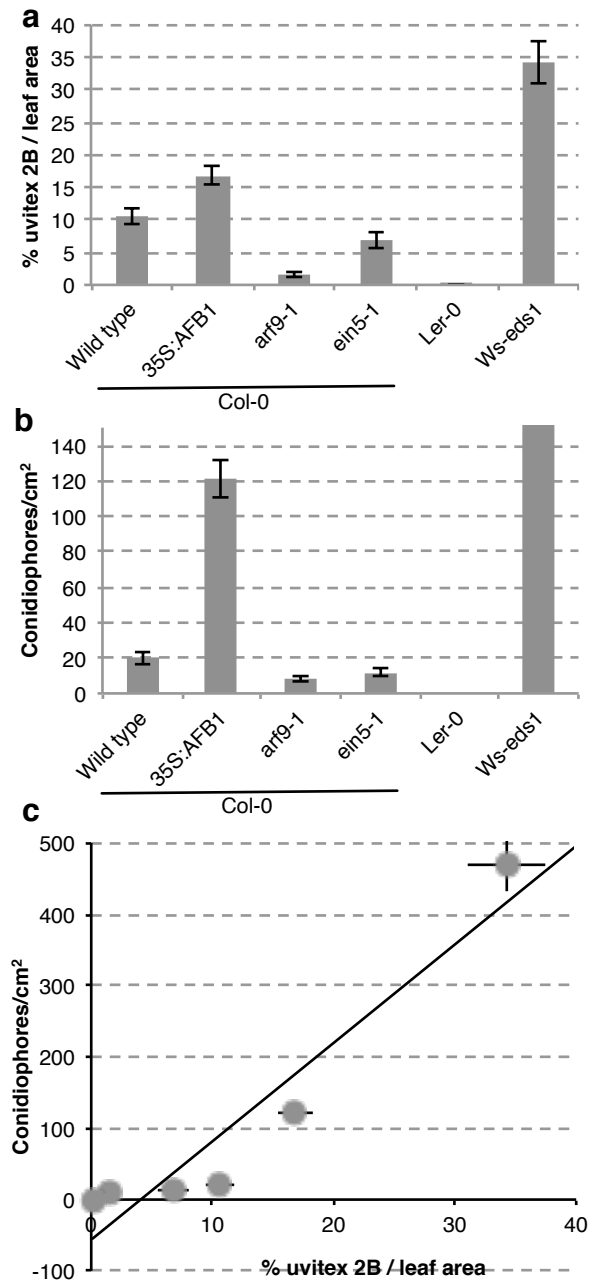 a
40
35
30
25
20
15
10
5
0
% uvitex 2B / leaf area
Wild type
35S:AFB1
arf9-1
ein5-1
Ler-0
Ws-eds1
Col-0
b
140
120
100
80
60
40
20
0
Conidiophores/cm²
Wild type
35S:AFB1
arf9-1
ein5-1
Ler-0
Ws-eds1
Col-0
c
500
400
300
200
100
0
-100
Conidiophores/cm²
0
10
20
30
40
% uvitex 2B / leaf area